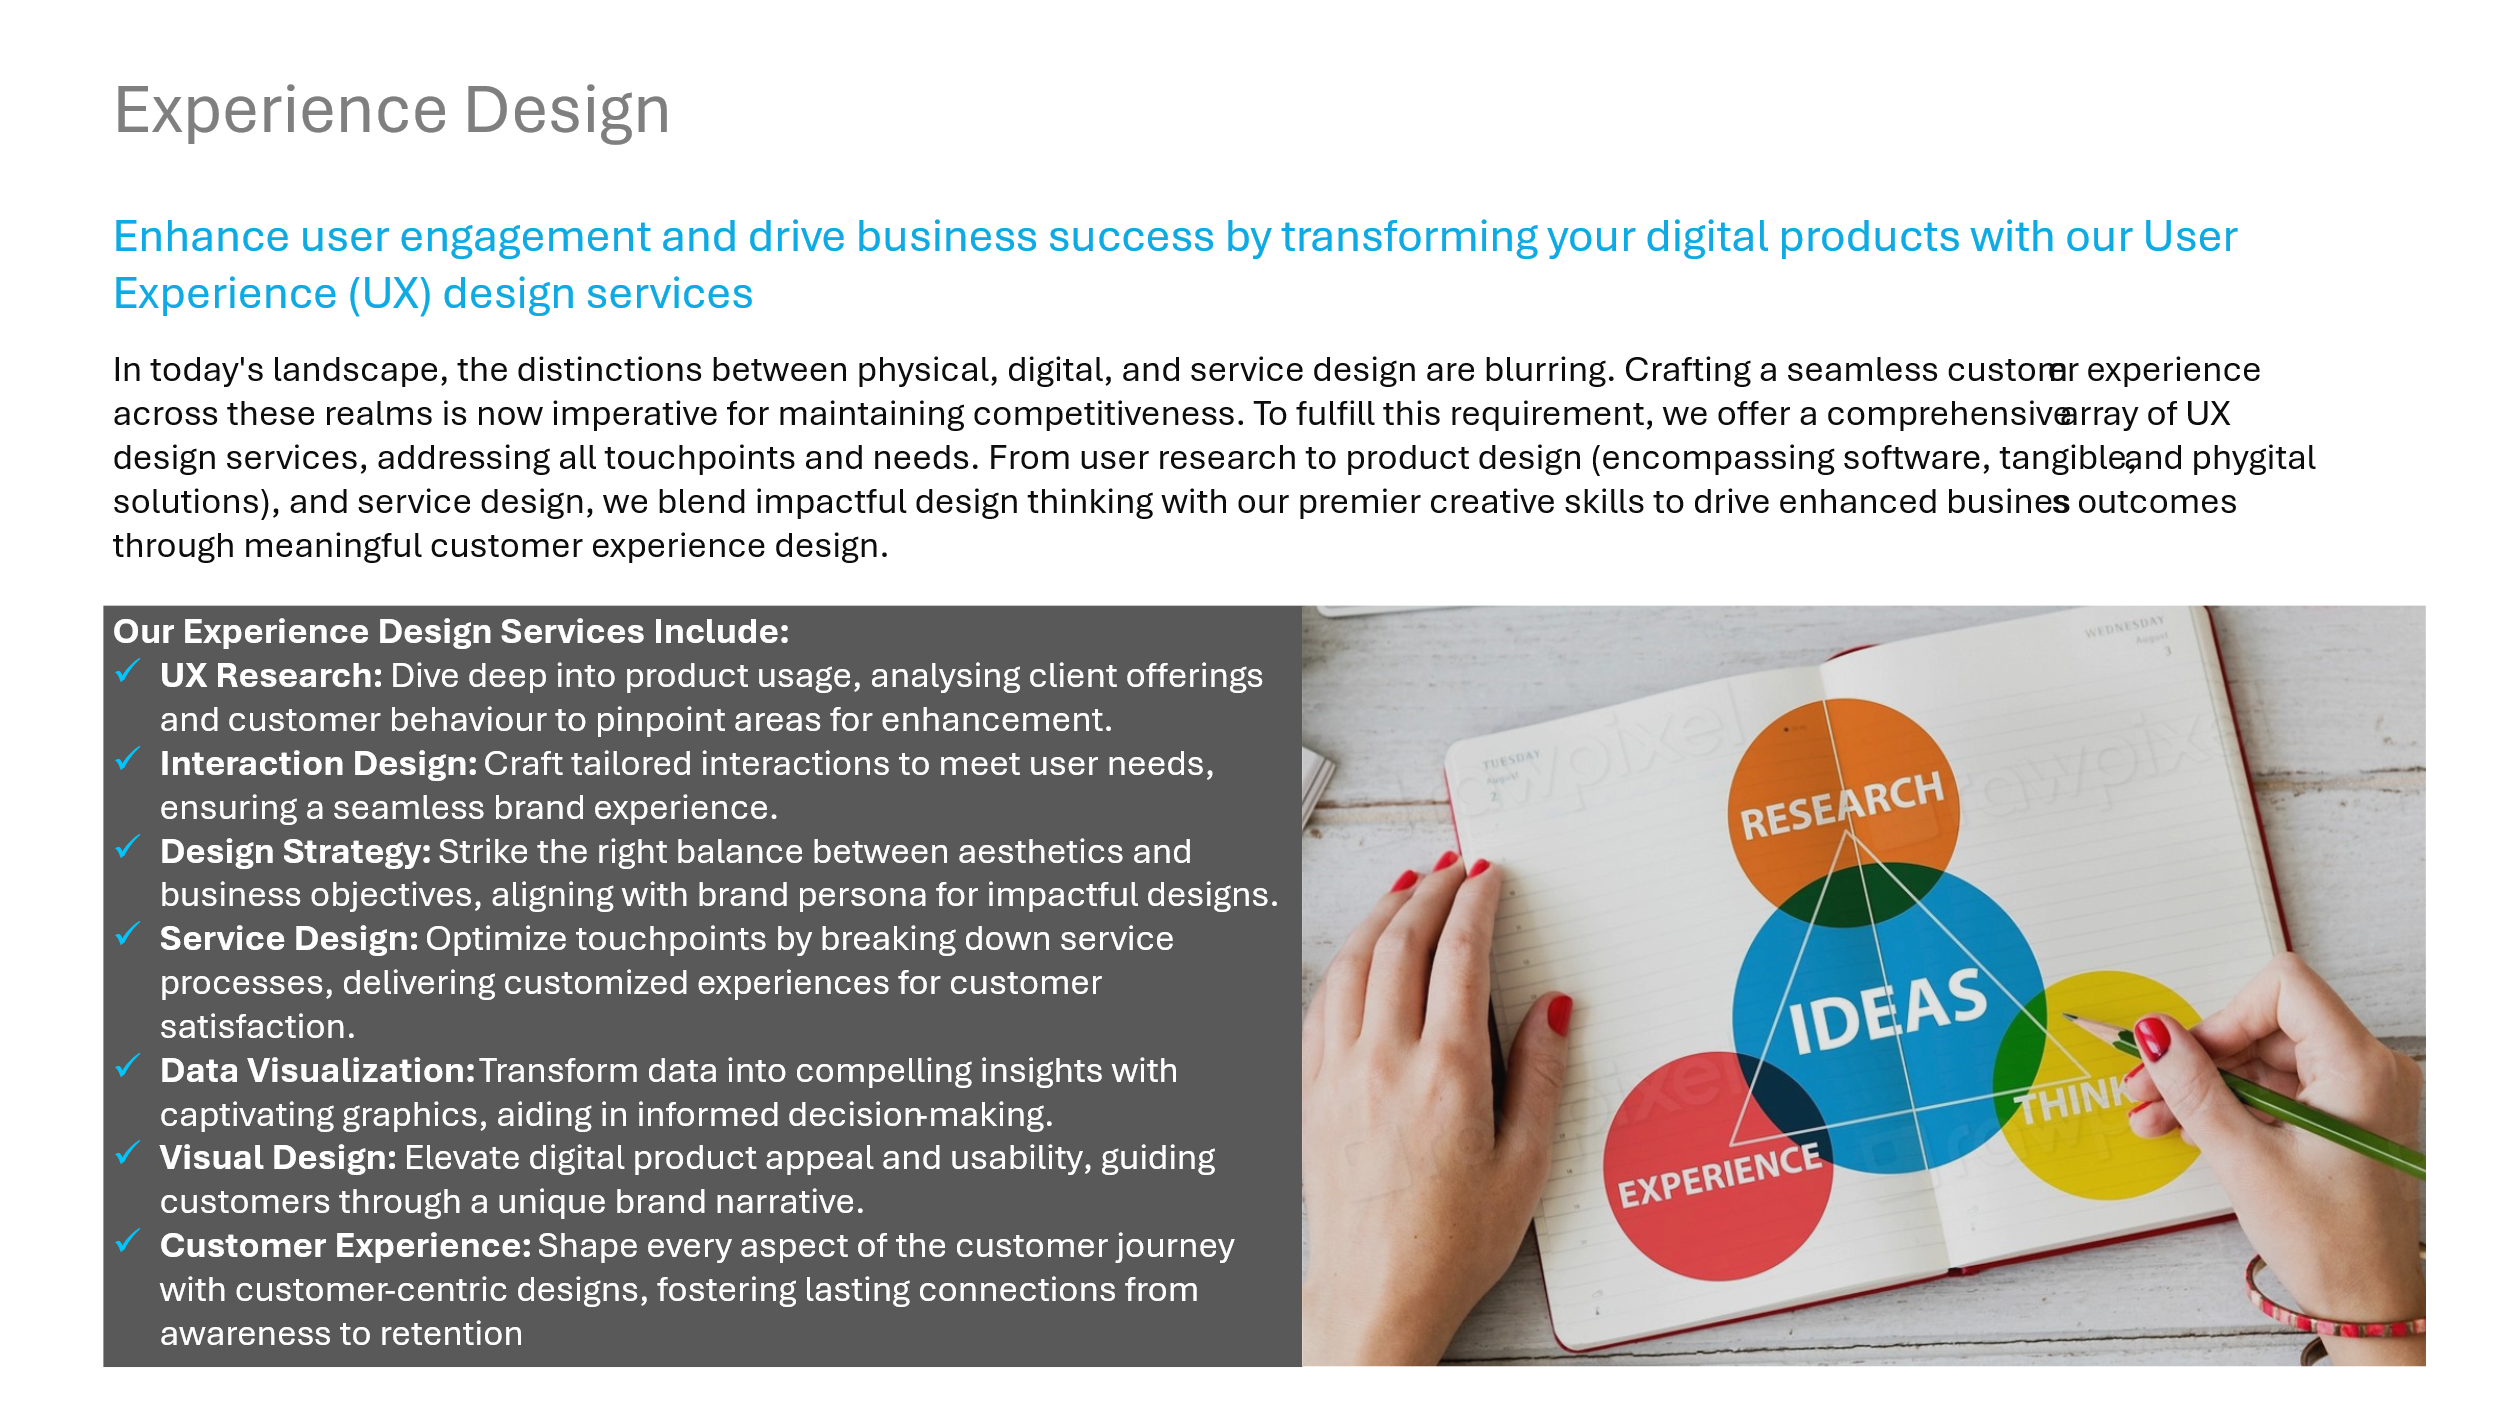 Experience Design
Enhance user engagement and drive business success by transforming your digital products with our User
Experience (UX) design services
In today's landscape, the distinctions between physical, digital, and service design are blurring. Crafting a seamless customer experience
across these realms is now imperative for maintaining competitiveness. To fulfill this requirement, we offer a comprehensive array of UX
design services, addressing all touchpoints and needs. From user research to product design (encompassing software, tangible, and phygital
solutions), and service design, we blend impactful design thinking with our premier creative skills to drive enhanced business outcomes
through meaningful customer experience design.
Our Experience Design Services Include:
✓ UX Research: Dive deep into product usage, analysing client offerings
and customer behaviour to pinpoint areas for enhancement.
✓ Interaction Design: Craft tailored interactions to meet user needs,
ensuring a seamless brand experience.
✓ Design Strategy: Strike the right balance between aesthetics and
business objectives, aligning with brand persona for impactful designs.
✓ Service Design: Optimize touchpoints by breaking down service
processes, delivering customized experiences for customer
satisfaction.
✓ Data Visualization: Transform data into compelling insights with
captivating graphics, aiding in informed decision-making.
✓ Visual Design: Elevate digital product appeal and usability, guiding
customers through a unique brand narrative.
✓ Customer Experience: Shape every aspect of the customer journey
with customer-centric designs, fostering lasting connections from
awareness to retention
WEDNESDAY
August
3
TUESDAY
August
2
rawpixel
RESEARCH
IDEAS
THINK
EXPERIENCE